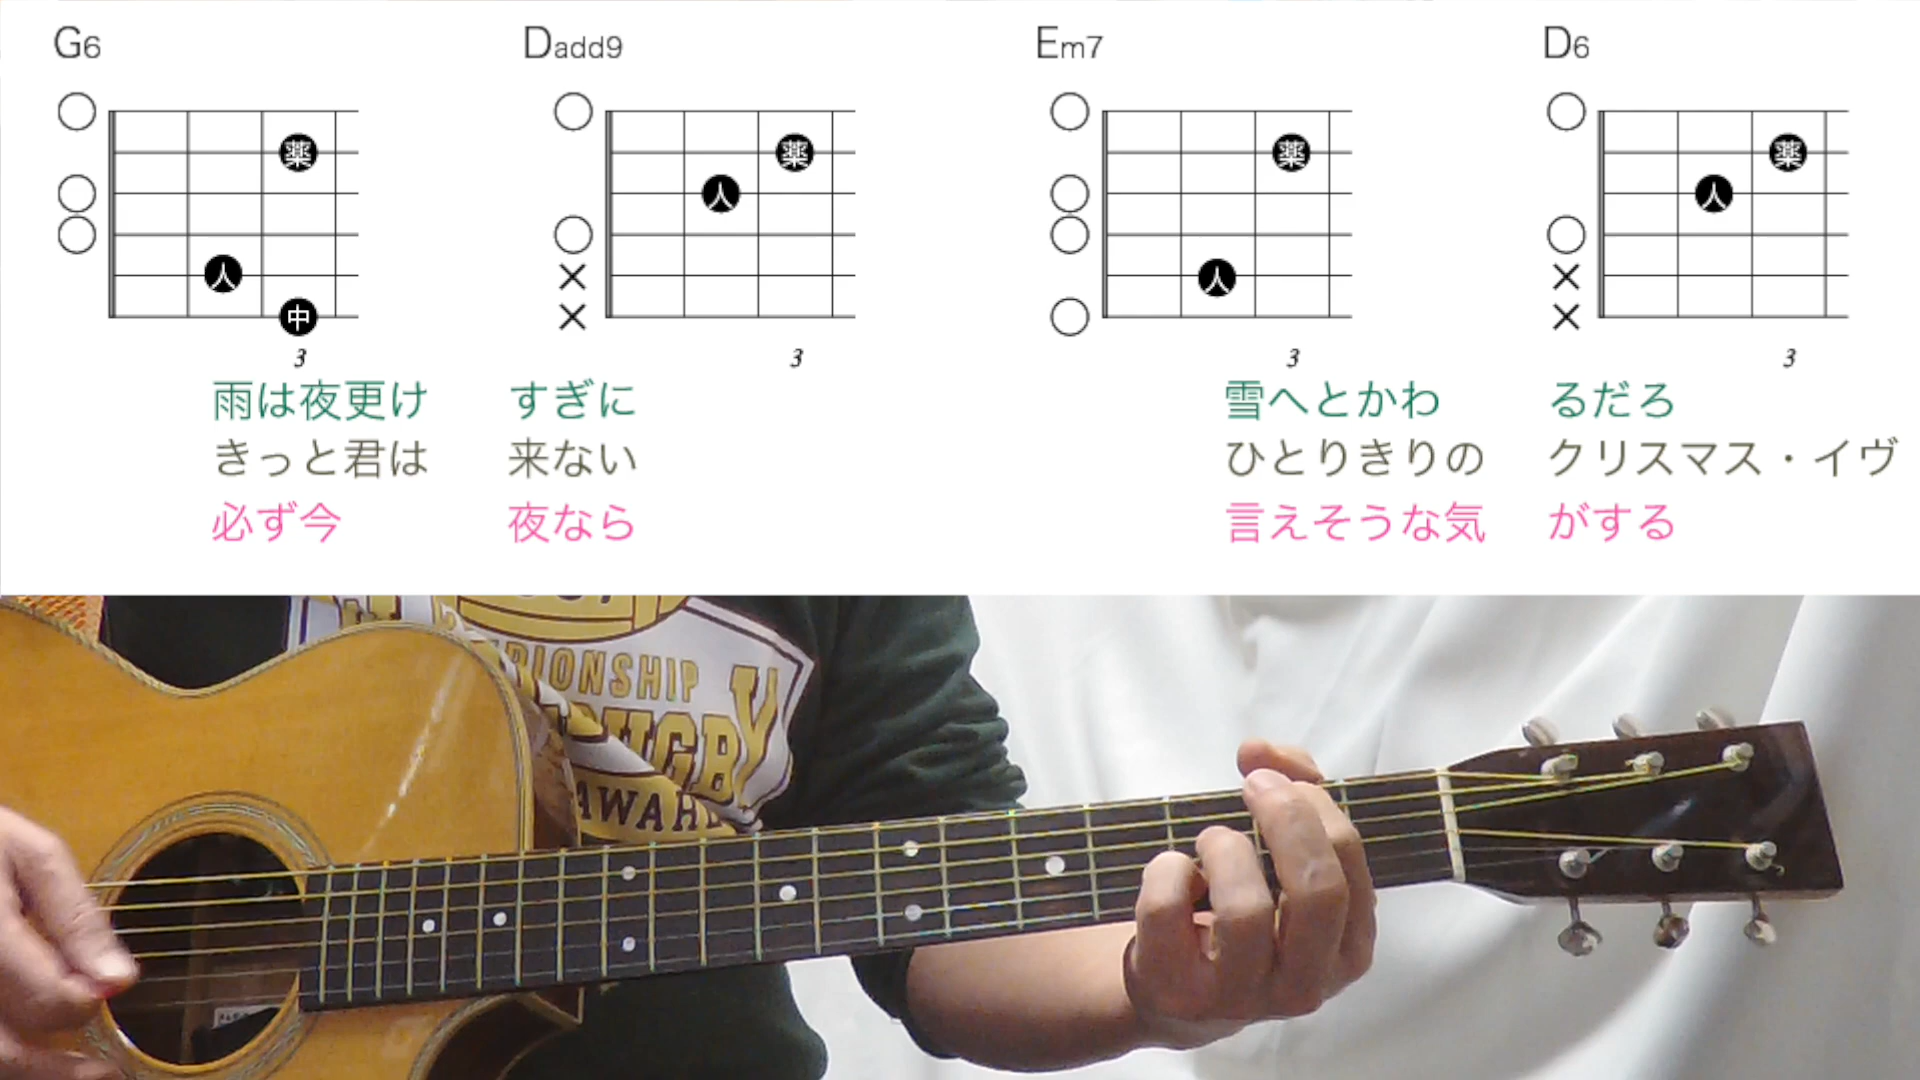 G6 Dadd9 Em7 D6
薬 薬 薬 薬
人 人
人 人
中
3 3 3 3
雨は夜更け すぎに 雪へとかわ るだろ
きっと君は 来ない ひとりきりの クリスマス・イヴ
必ず今 夜なら 言えそうな気 がする
PIONSHIP
RUGBY